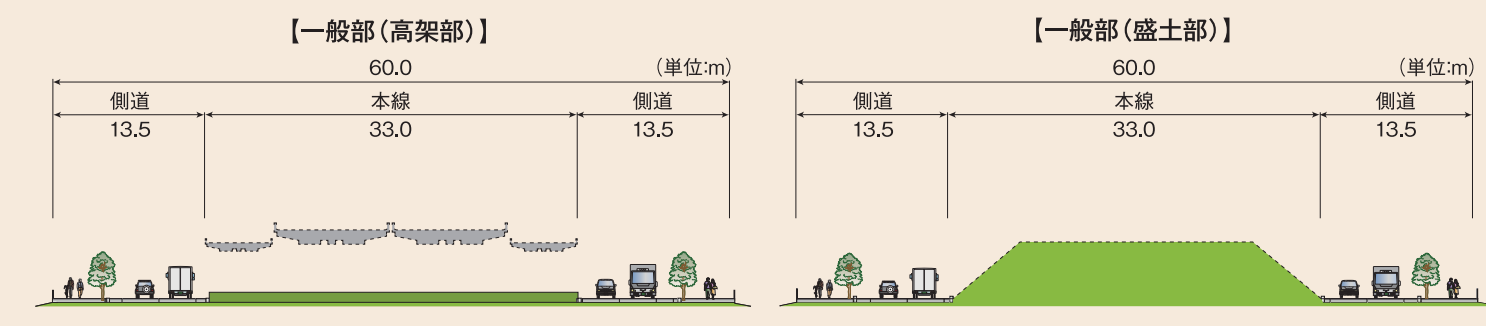 【一般部(高架部)】
60.0
(単位:m)
側道
本線
側道
13.5
33.0
13.5
【一般部(盛土部)】
60.0
(単位:m)
側道
本線
側道
13.5
33.0
13.5